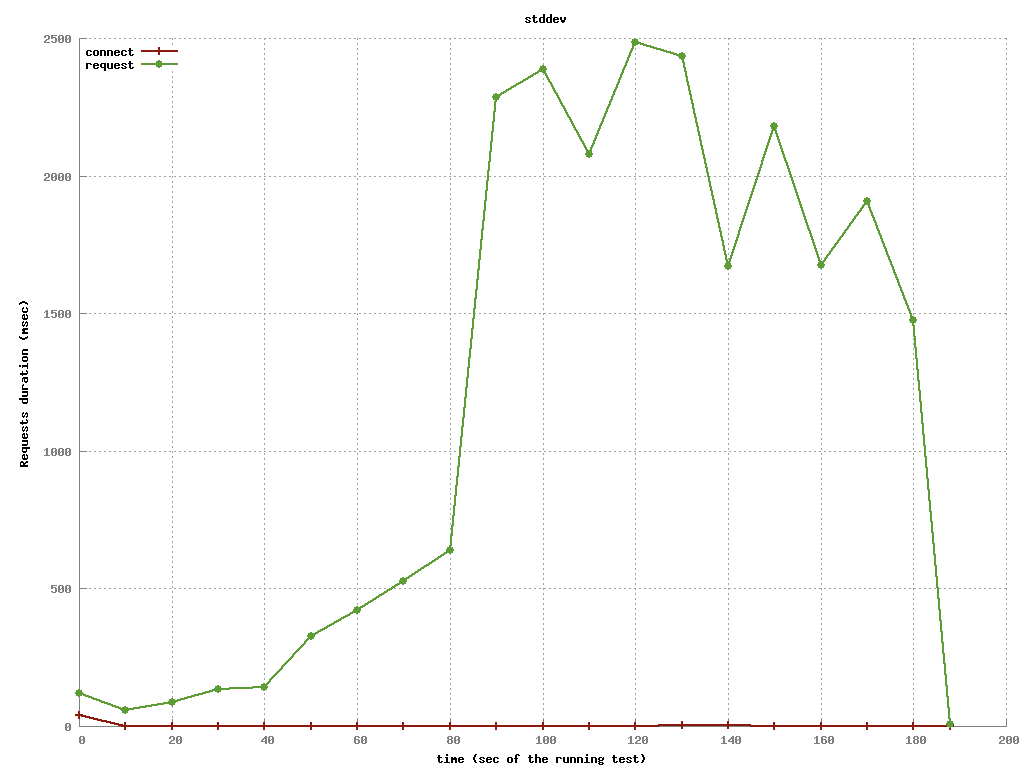 stddev
connect
request
2500
2000
1500
1000
500
0
Requests duration (msec)
0 20 40 60 80 100 120 140 160 180 200
time (sec of the running test)